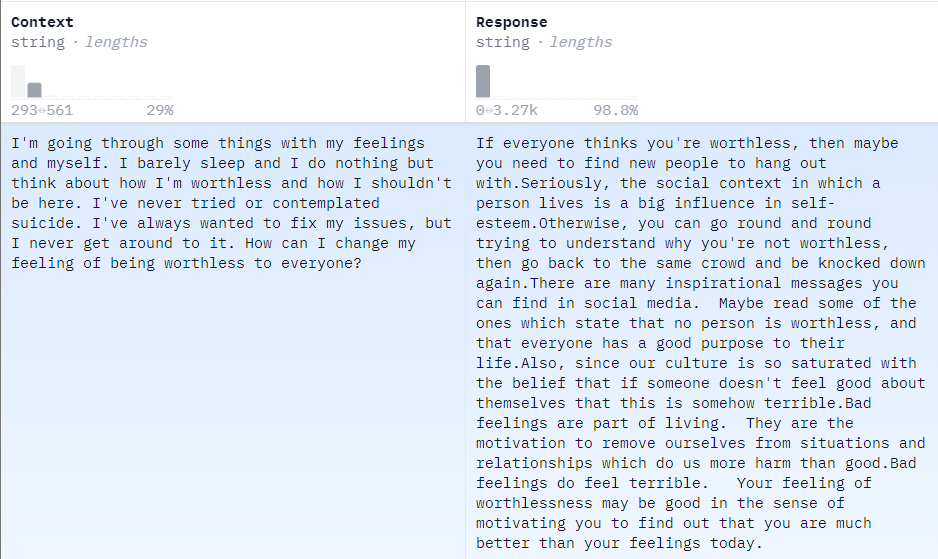 Context
string · lengths
293↔561 29%
I'm going through some things with my feelings
and myself. I barely sleep and I do nothing but
think about how I'm worthless and how I shouldn't
be here. I've never tried or contemplated
suicide. I've always wanted to fix my issues, but
I never get around to it. How can I change my
feeling of being worthless to everyone?
Response
string · lengths
0↔3.27k 98.8%
If everyone thinks you're worthless, then maybe
you need to find new people to hang out
with.Seriously, the social context in which a
person lives is a big influence in self-
esteem.Otherwise, you can go round and round
trying to understand why you're not worthless,
then go back to the same crowd and be knocked down
again.There are many inspirational messages you
can find in social media.  Maybe read some of the
ones which state that no person is worthless, and
that everyone has a good purpose to their
life.Also, since our culture is so saturated with
the belief that if someone doesn't feel good about
themselves that this is somehow terrible.Bad
feelings are part of living.  They are the
motivation to remove ourselves from situations and
relationships which do us more harm than good.Bad
feelings do feel terrible.   Your feeling of
worthlessness may be good in the sense of
motivating you to find out that you are much
better than your feelings today.